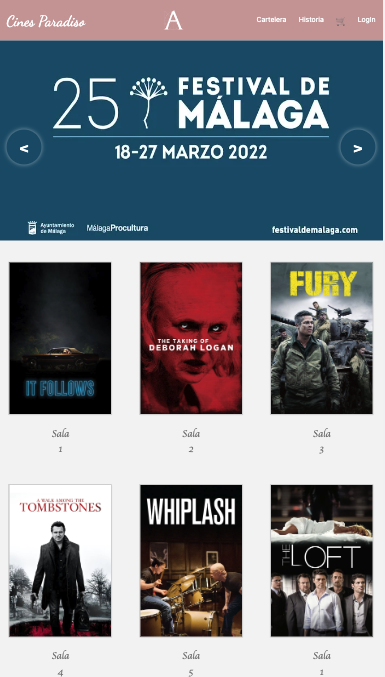 Cines Paradiso
A
Cartelera Historia Login
25 FESTIVAL DE
MÁLAGA
18-27 MARZO 2022
< >
Ayuntamiento
de Málaga
MálagaProcultura
festivaldemalaga.com
IT FOLLOWS
THE TAKING OF
DEBORAH LOGAN
FURY
Sala
1
Sala
2
Sala
3
A WALK AMONG THE
TOMBSTONES
WHIPLASH
THE LOFT
Sala
4
Sala
5
Sala
1